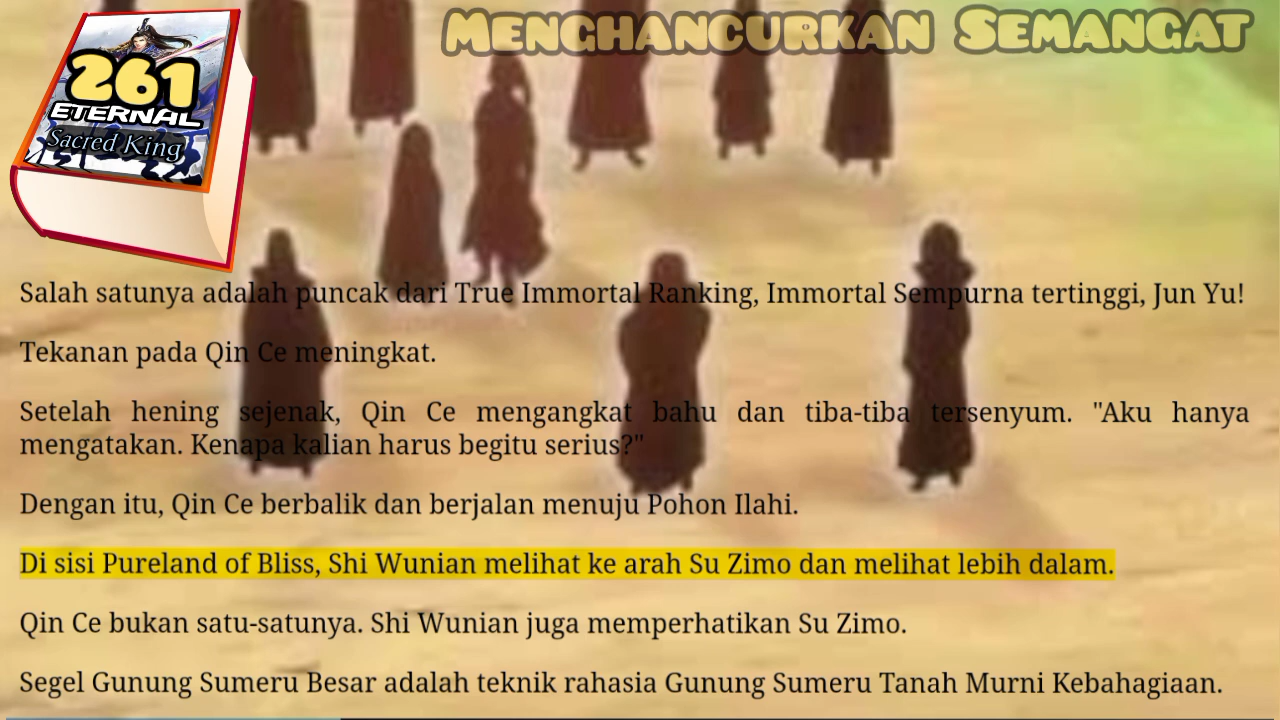 Menghancurkan Semangat
261
ETERNAL
Sacred King
Salah satunya adalah puncak dari True Immortal Ranking, Immortal Sempurna tertinggi, Jun Yu!
Tekanan pada Qin Ce meningkat.
Setelah hening sejenak, Qin Ce mengangkat bahu dan tiba-tiba tersenyum. "Aku hanya
mengatakan. Kenapa kalian harus begitu serius?"
Dengan itu, Qin Ce berbalik dan berjalan menuju Pohon Ilahi.
Di sisi Pureland of Bliss, Shi Wunian melihat ke arah Su Zimo dan melihat lebih dalam.
Qin Ce bukan satu-satunya. Shi Wunian juga memperhatikan Su Zimo.
Segel Gunung Sumeru Besar adalah teknik rahasia Gunung Sumeru Tanah Murni Kebahagiaan.